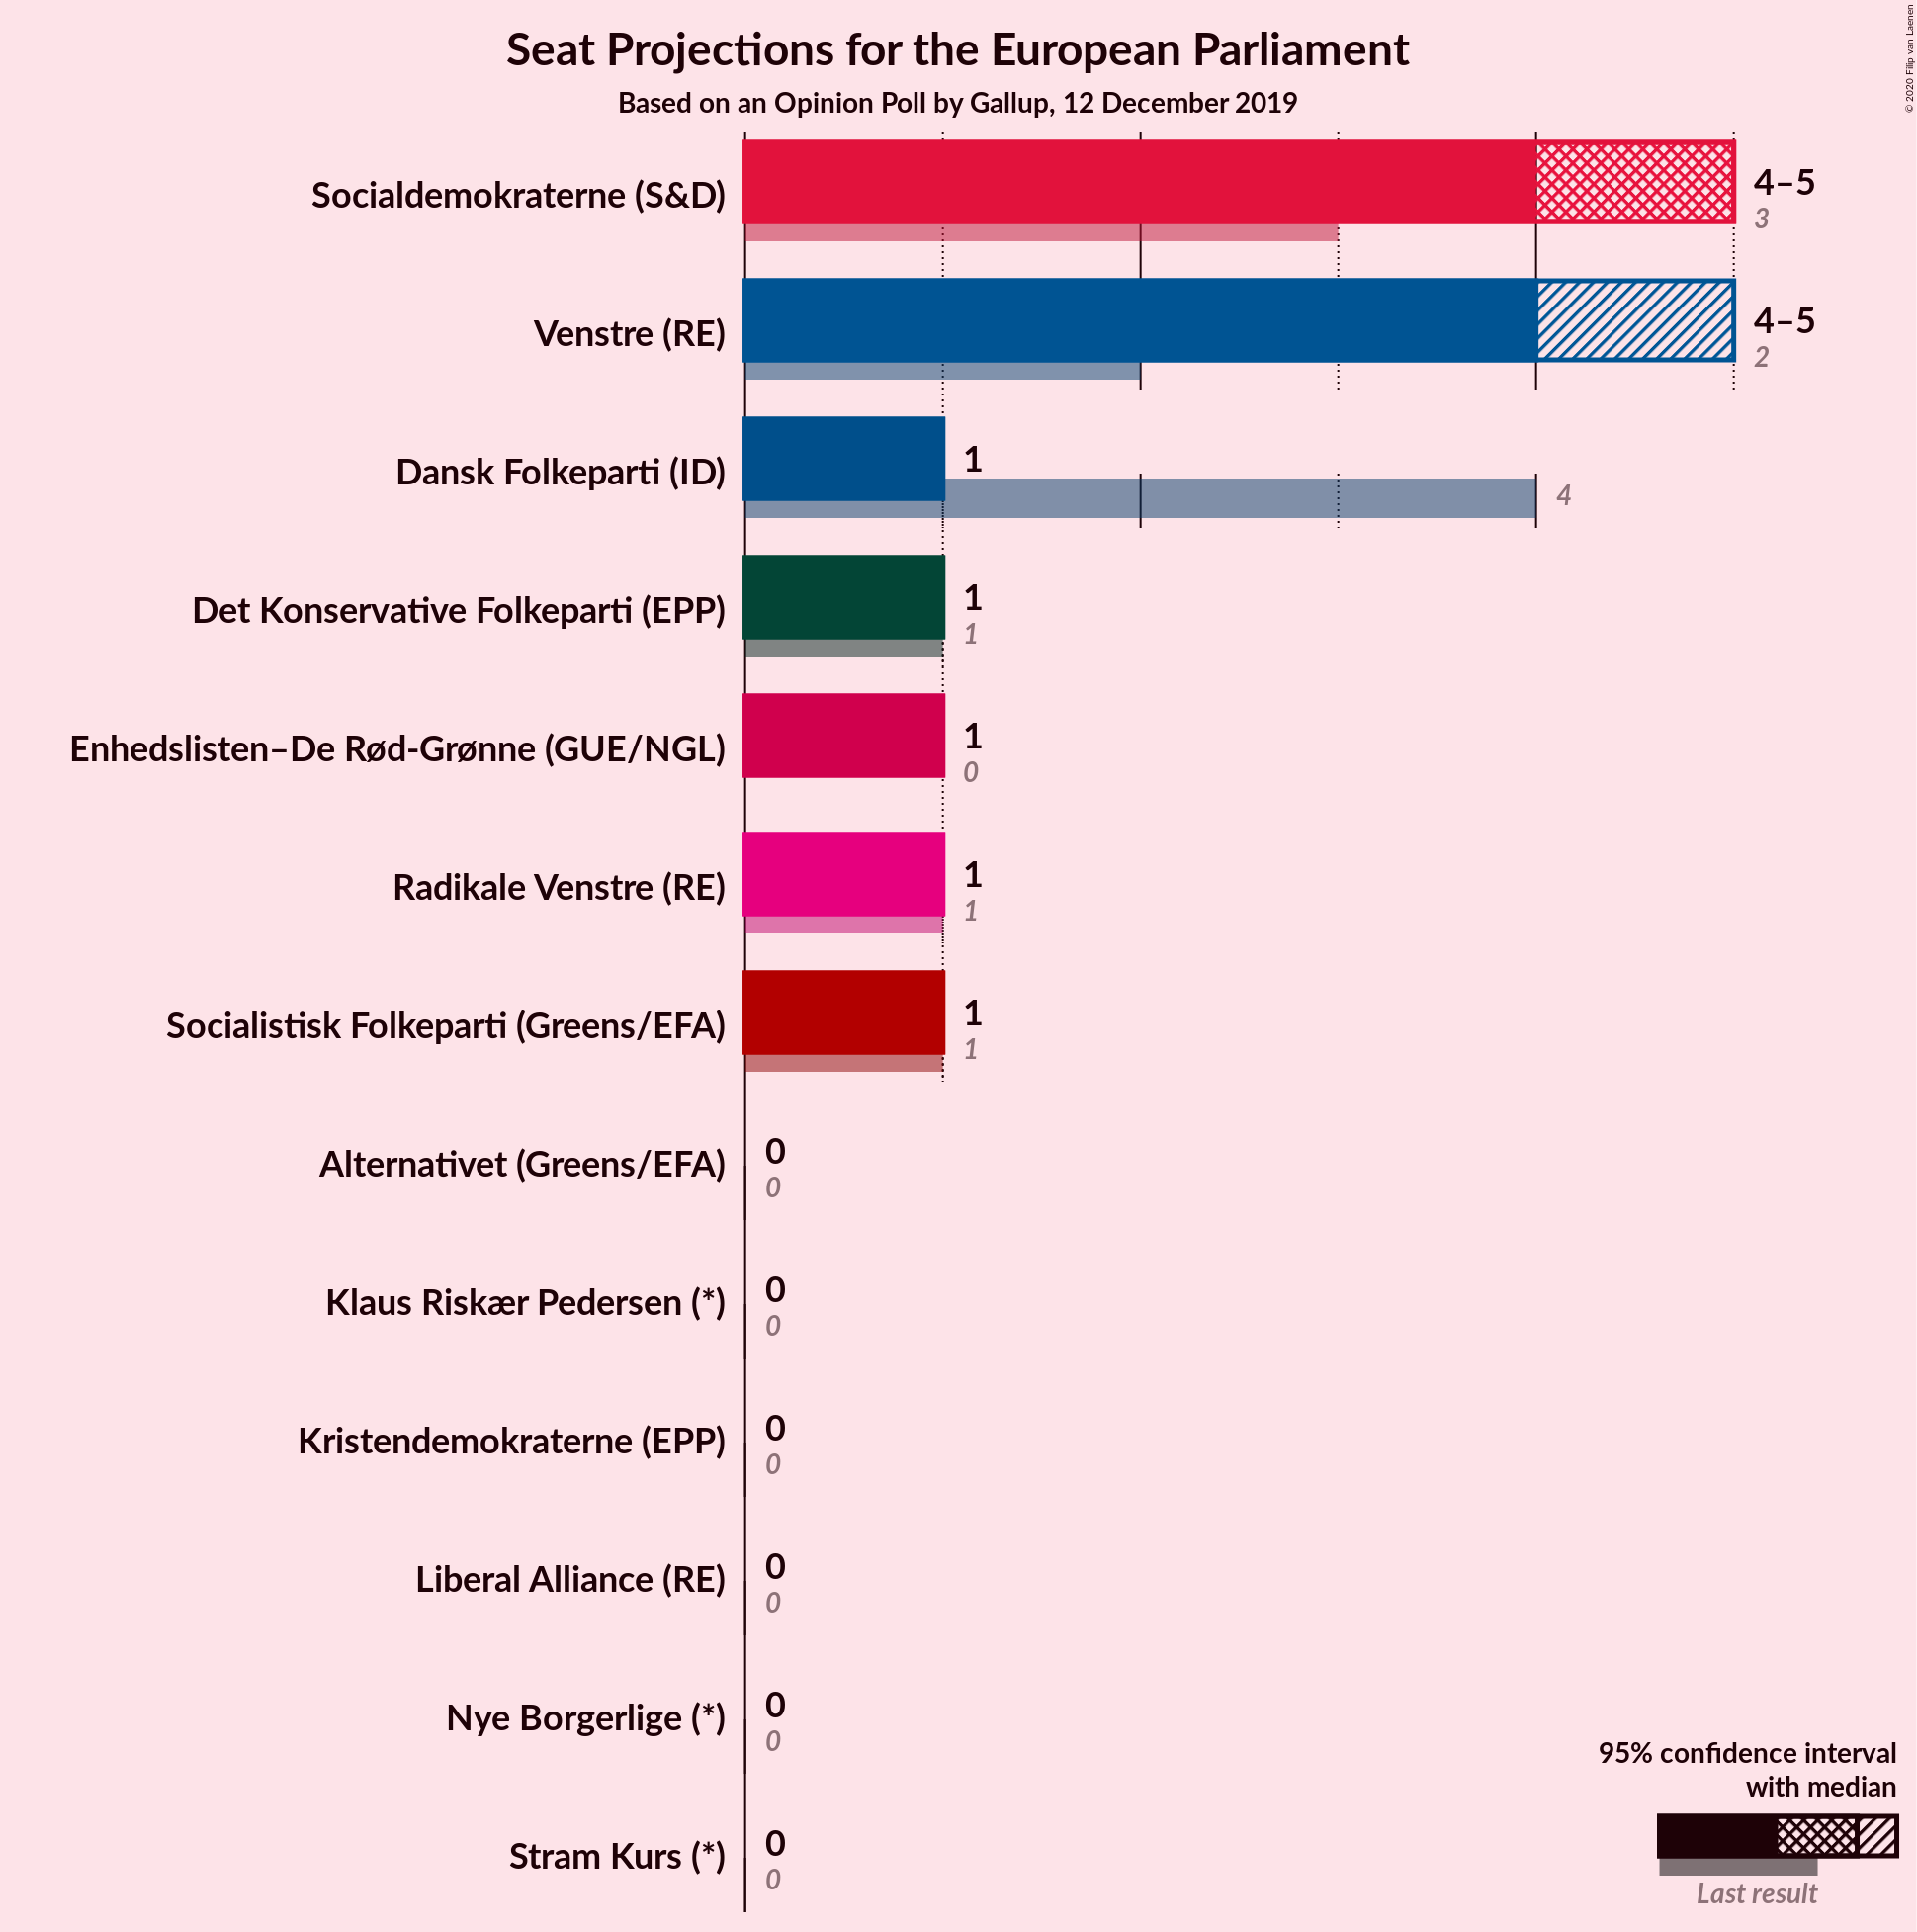 Seat Projections for the European Parliament
Based on an Opinion Poll by Gallup, 12 December 2019
© 2020 Filip van Laenen
Socialdemokraterne (S&D)
4–5
3
Venstre (RE)
4–5
2
Dansk Folkeparti (ID)
1
4
Det Konservative Folkeparti (EPP)
1
1
Enhedslisten–De Rød-Grønne (GUE/NGL)
1
0
Radikale Venstre (RE)
1
1
Socialistisk Folkeparti (Greens/EFA)
1
1
Alternativet (Greens/EFA)
0
0
Klaus Riskær Pedersen (*)
0
0
Kristendemokraterne (EPP)
0
0
Liberal Alliance (RE)
0
0
Nye Borgerlige (*)
0
0
Stram Kurs (*)
0
0
95% confidence interval
with median
Last result